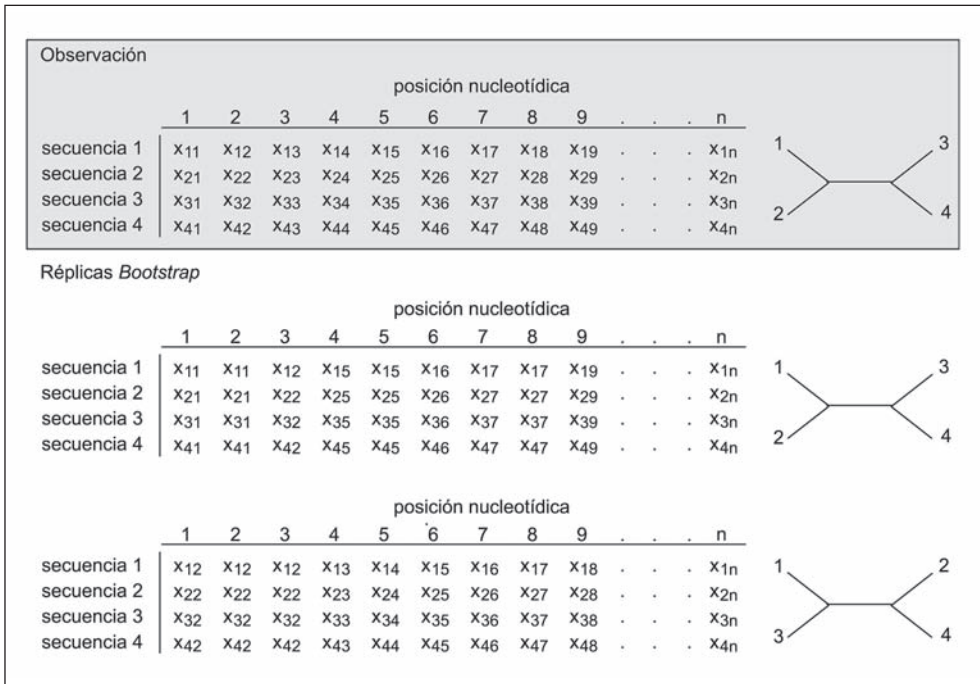 Observación
posición nucleotídica
1 2 3 4 5 6 7 8 9 . . . n
secuencia 1 x11 x12 x13 x14 x15 x16 x17 x18 x19 . . . x1n
secuencia 2 x21 x22 x23 x24 x25 x26 x27 x28 x29 . . . x2n
secuencia 3 x31 x32 x33 x34 x35 x36 x37 x38 x39 . . . x3n
secuencia 4 x41 x42 x43 x44 x45 x46 x47 x48 x49 . . . x4n
1 3
2 4
Réplicas Bootstrap
posición nucleotídica
1 2 3 4 5 6 7 8 9 . . . n
secuencia 1 x11 x11 x12 x15 x15 x16 x17 x17 x19 . . . x1n
secuencia 2 x21 x21 x22 x25 x25 x26 x27 x27 x29 . . . x2n
secuencia 3 x31 x31 x32 x35 x35 x36 x37 x37 x39 . . . x3n
secuencia 4 x41 x41 x42 x45 x45 x46 x47 x47 x49 . . . x4n
1 3
2 4
posición nucleotídica
1 2 3 4 5 6 7 8 9 . . . n
secuencia 1 x12 x12 x12 x13 x14 x15 x16 x17 x18 . . . x1n
secuencia 2 x22 x22 x22 x23 x24 x25 x26 x27 x28 . . . x2n
secuencia 3 x32 x32 x32 x33 x34 x35 x36 x37 x38 . . . x3n
secuencia 4 x42 x42 x42 x43 x44 x45 x46 x47 x48 . . . x4n
1 2
3 4